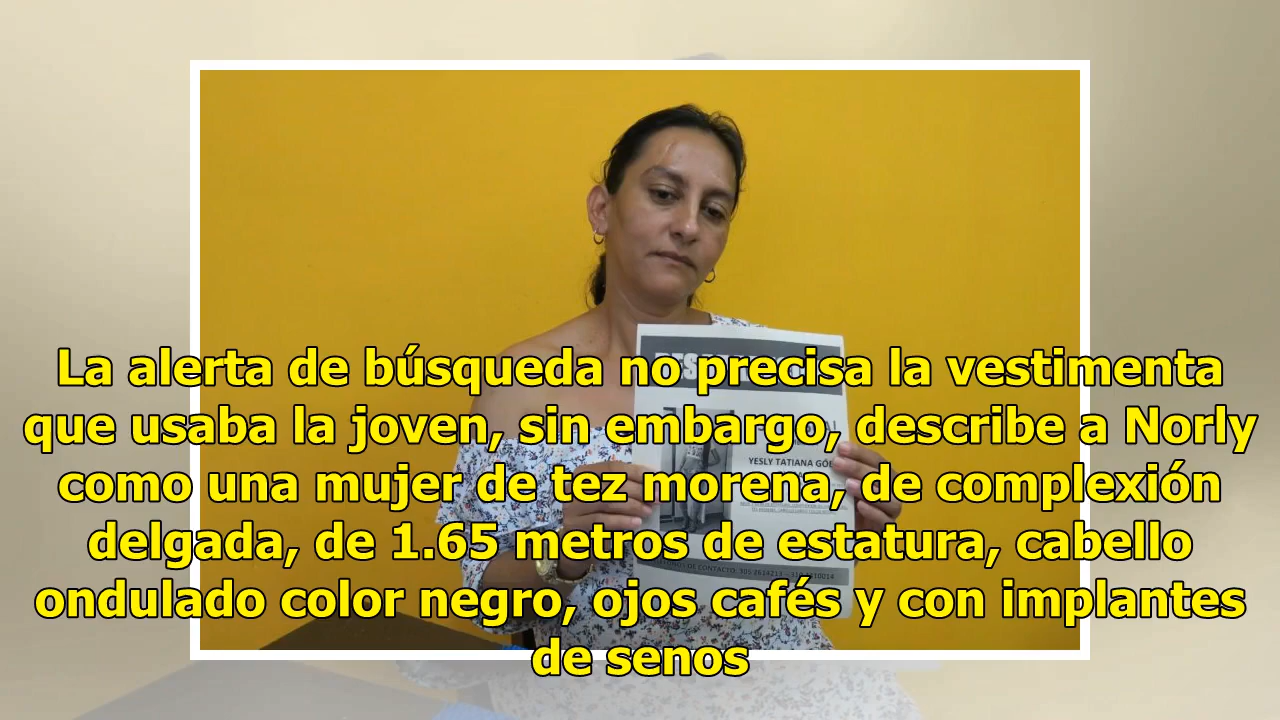 La alerta de búsqueda no precisa la vestimenta
que usaba la joven, sin embargo, describe a Norly
como una mujer de tez morena, de complexión
delgada, de 1.65 metros de estatura, cabello
ondulado color negro, ojos cafés y con implantes
de senos
YESLY TATIANA
DE CONTACTO: